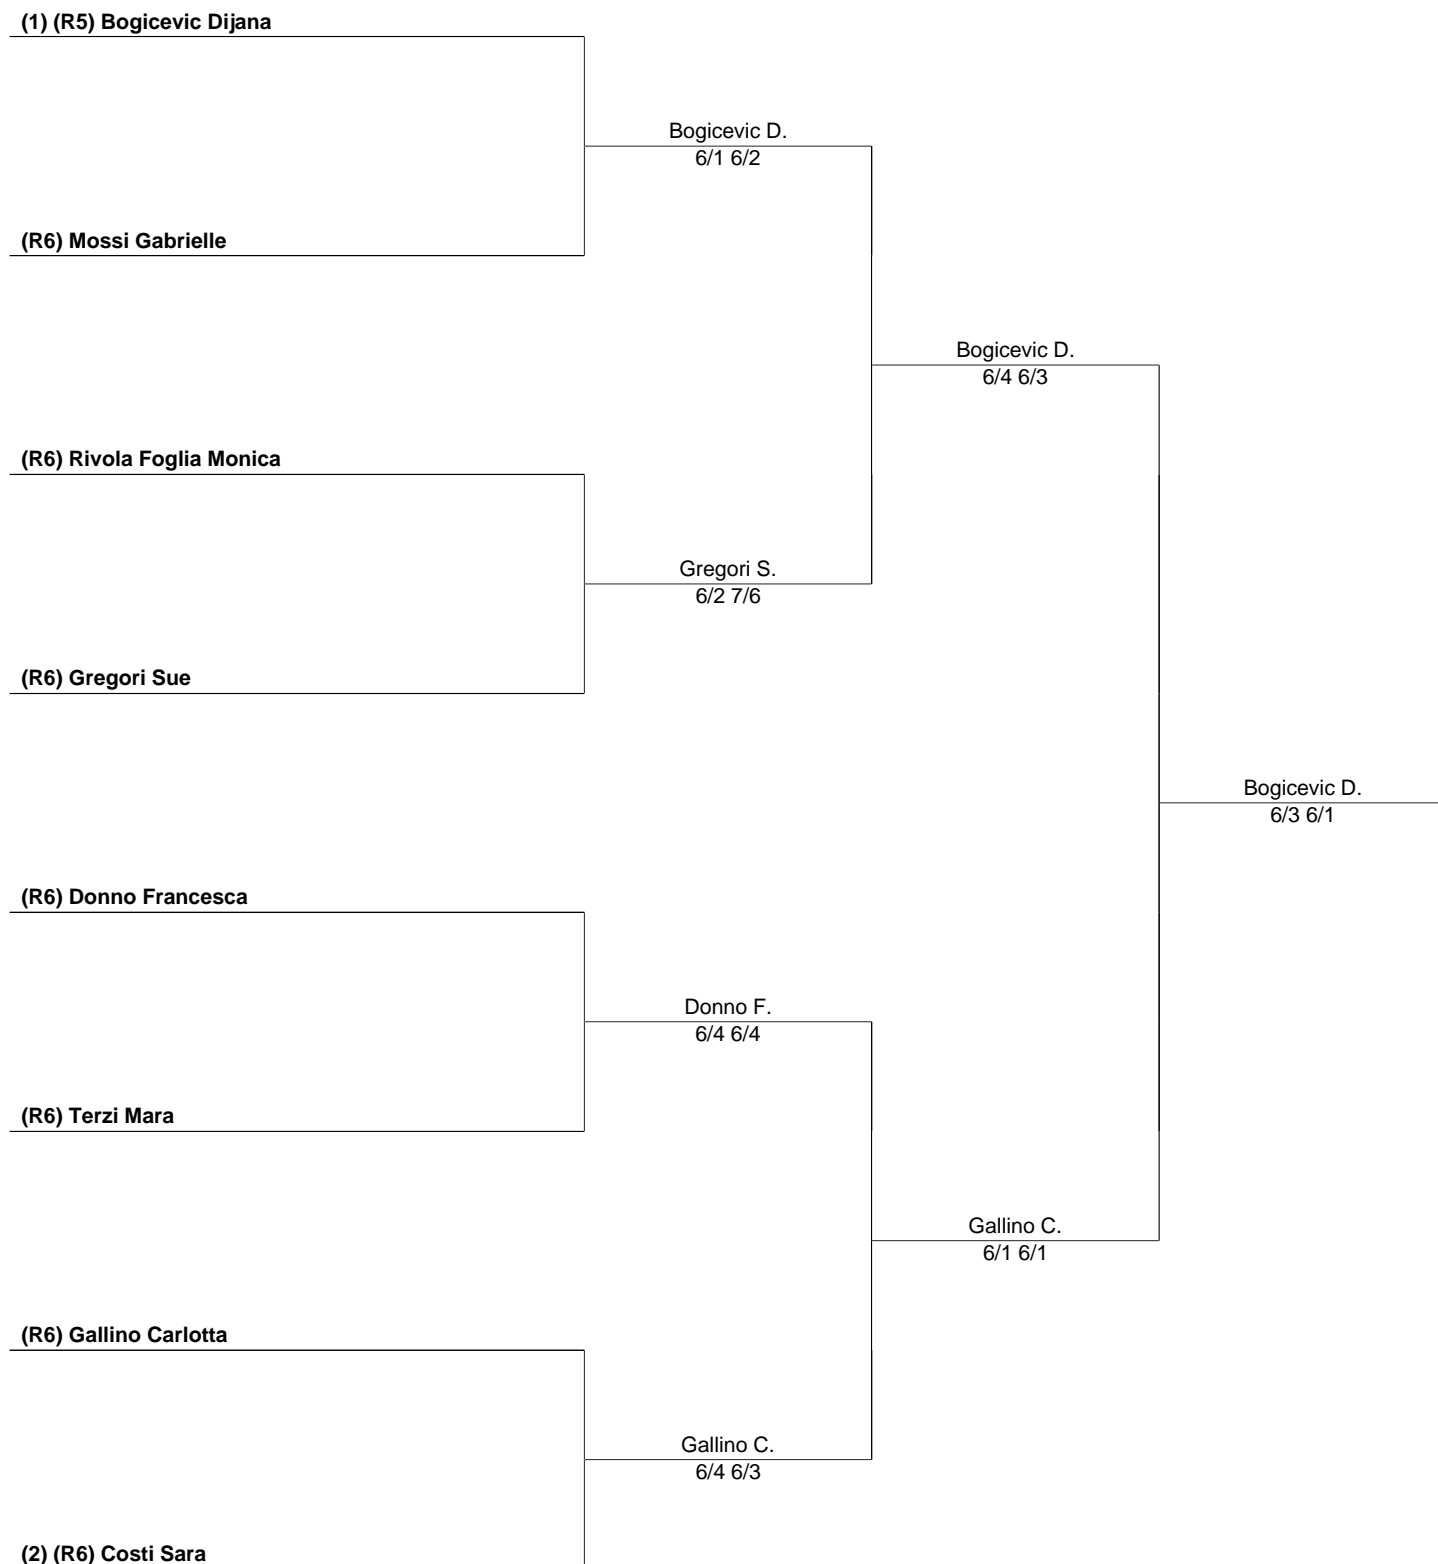 (1) (R5) Bogicevic Dijana
Bogicevic D.
6/1 6/2
(R6) Mossi Gabrielle
Bogicevic D.
6/4 6/3
(R6) Rivola Foglia Monica
Gregori S.
6/2 7/6
(R6) Gregori Sue
Bogicevic D.
6/3 6/1
(R6) Donno Francesca
Donno F.
6/4 6/4
(R6) Terzi Mara
Gallino C.
6/1 6/1
(R6) Gallino Carlotta
Gallino C.
6/4 6/3
(2) (R6) Costi Sara